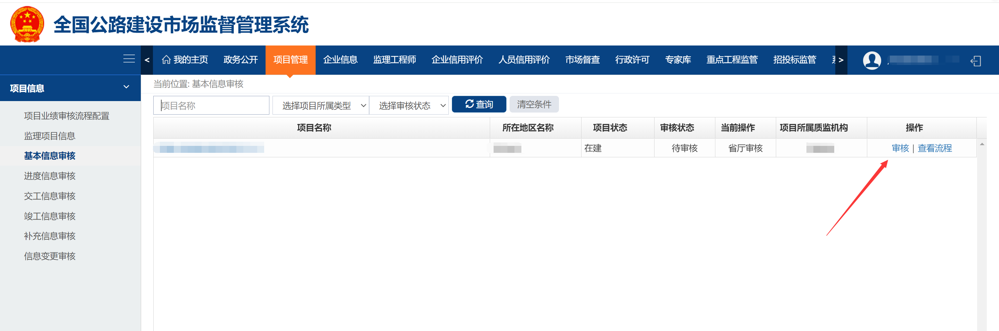 全国公路建设市场监督管理系统
< 我的主页 政务公开 项目管理 企业信息 监理工程师 企业信用评价 人员信用评价 市场督查 行政许可 专家库 重点工程监管 招投标监管 >
项目信息
项目业绩审核流程配置
监理项目信息
基本信息审核
进度信息审核
交工信息审核
竣工信息审核
补充信息审核
信息变更审核
当前位置: 基本信息审核
项目名称 选择项目所属类型 选择审核状态 查询 清空条件
项目名称 所在地区名称 项目状态 审核状态 当前操作 项目所属质监机构 操作
在建 待审核 省厅审核 审核 | 查看流程